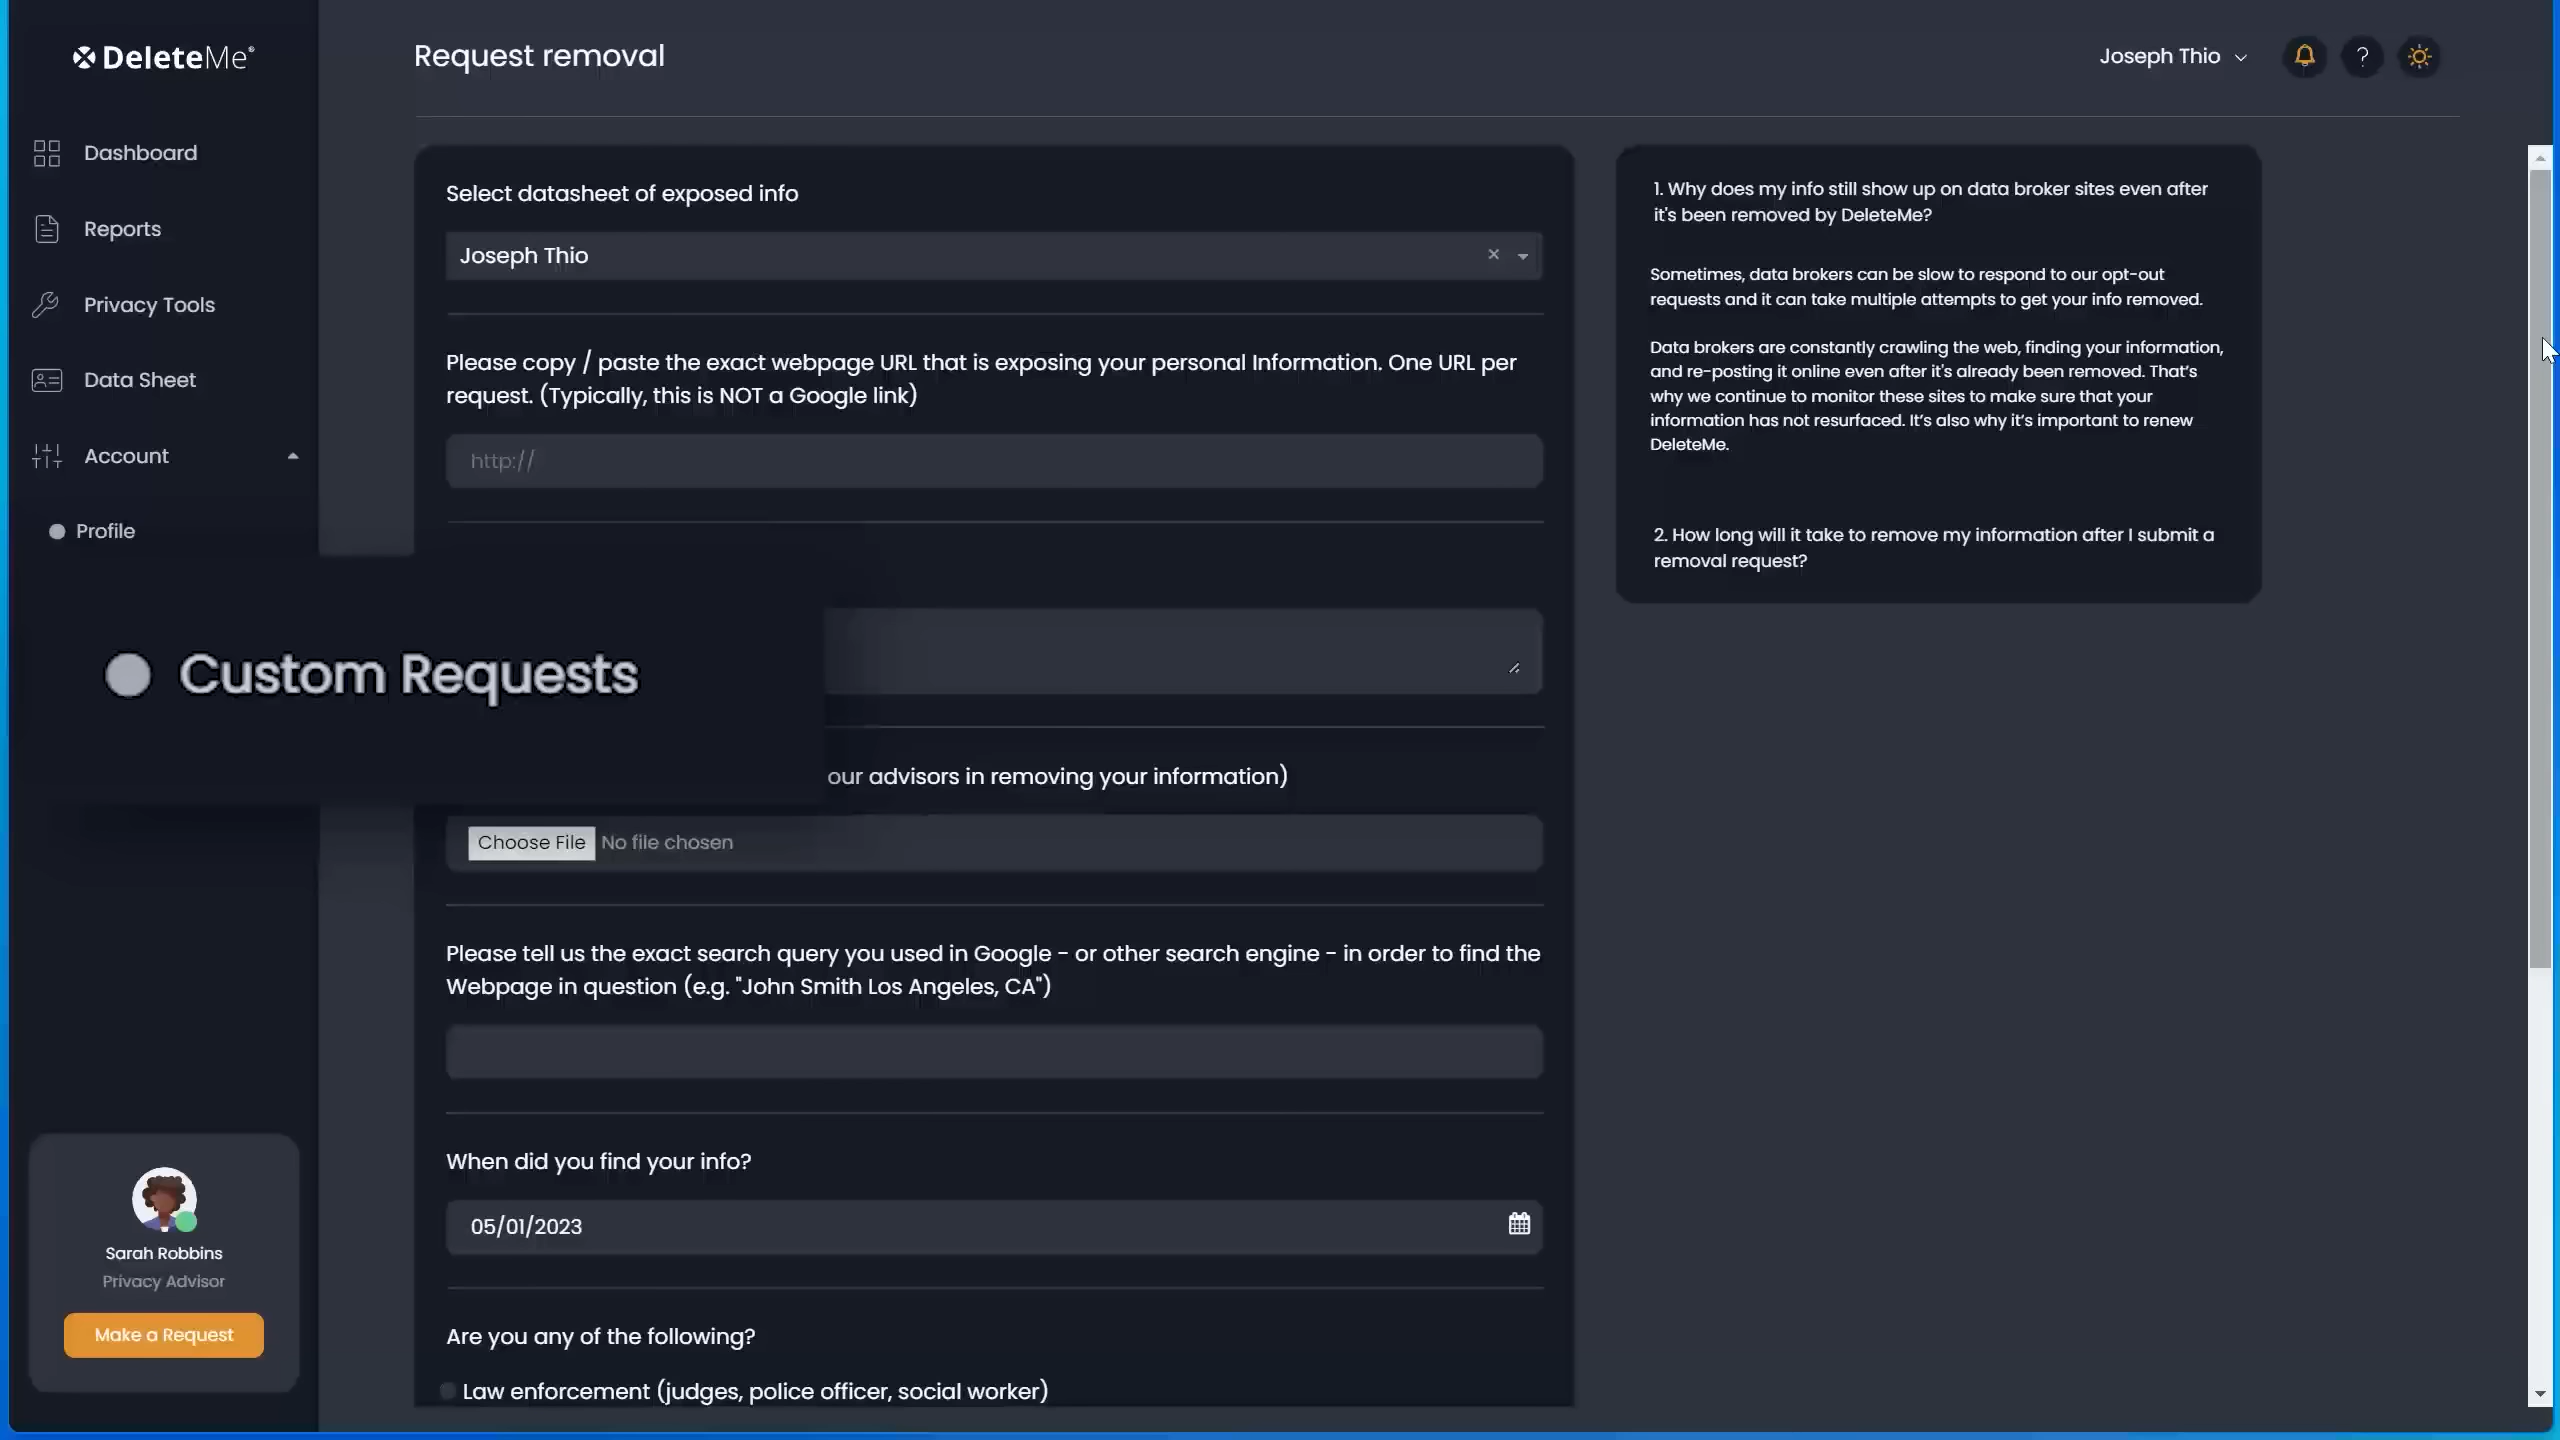 DeleteMe®
Request removal
Joseph Thio
?
Dashboard
Reports
Privacy Tools
Data Sheet
Account
Profile
Custom Requests
Sarah Robbins
Privacy Advisor
Make a Request
Select datasheet of exposed info
Joseph Thio
Please copy / paste the exact webpage URL that is exposing your personal Information. One URL per
request. (Typically, this is NOT a Google link)
http://
our advisors in removing your information)
Choose File No file chosen
Please tell us the exact search query you used in Google - or other search engine - in order to find the
Webpage in question (e.g. "John Smith Los Angeles, CA")
When did you find your info?
05/01/2023
Are you any of the following?
Law enforcement (judges, police officer, social worker)
1. Why does my info still show up on data broker sites even after
it's been removed by DeleteMe?
Sometimes, data brokers can be slow to respond to our opt-out
requests and it can take multiple attempts to get your info removed.
Data brokers are constantly crawling the web, finding your information,
and re-posting it online even after it's already been removed. That's
why we continue to monitor these sites to make sure that your
information has not resurfaced. It's also why it's important to renew
DeleteMe.
2. How long will it take to remove my information after I submit a
removal request?